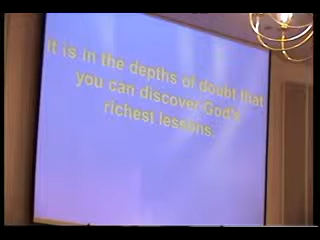 It is in the depths of doubt that
you can discover God's
richest lessons.